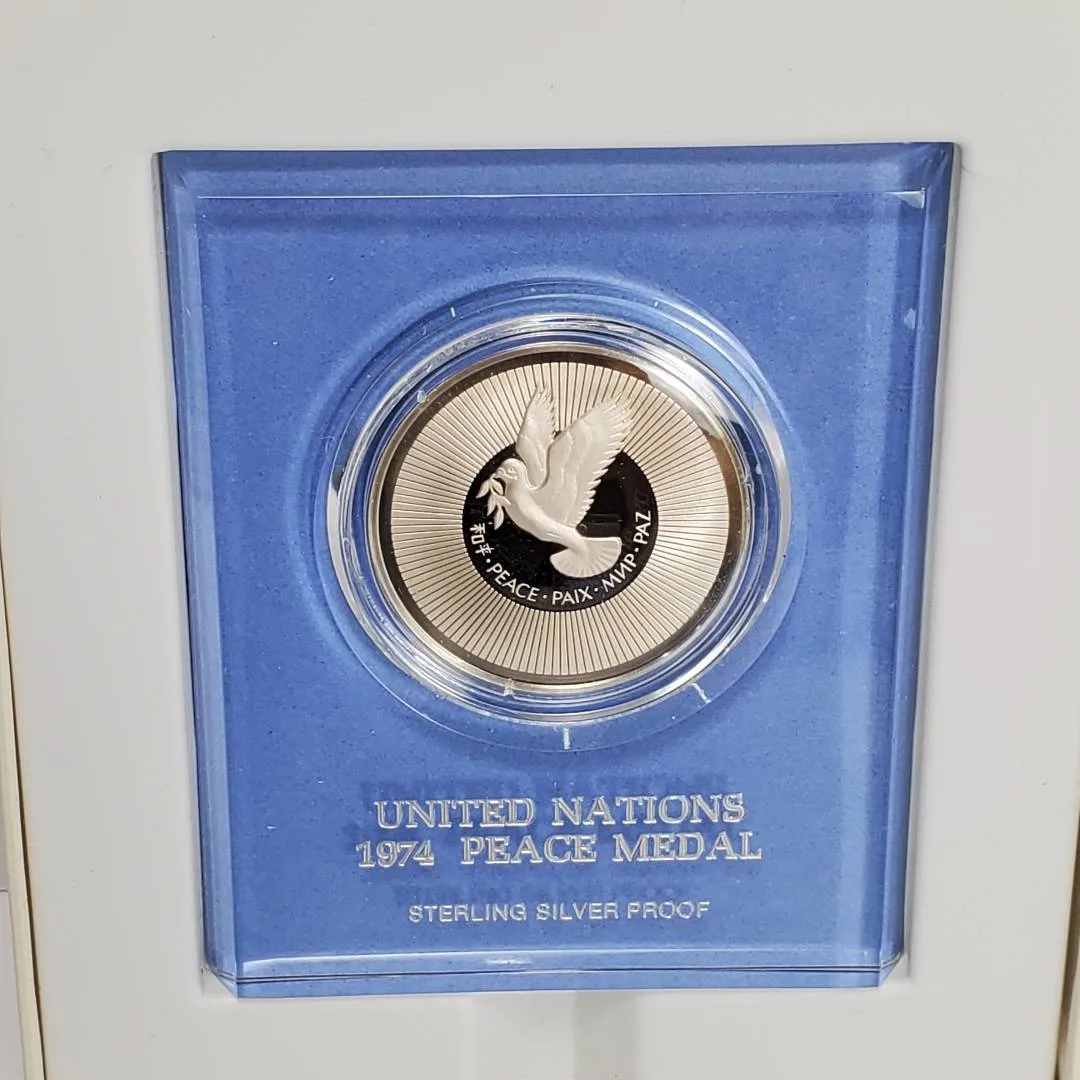 和平·PEACE·PAIX·МИР·PAZ
UNITED NATIONS
1974 PEACE MEDAL
STERLING SILVER PROOF